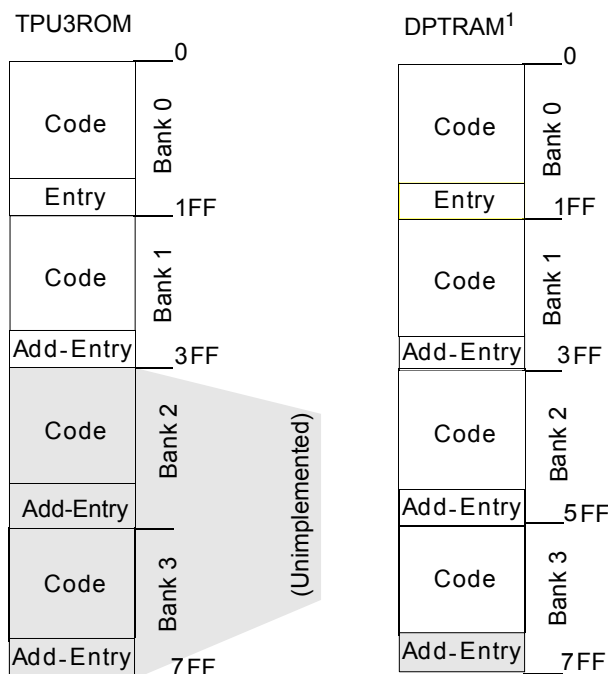 TPU3ROM
0
Code
Bank 0
Entry
1FF
Code
Bank 1
Add-Entry
3FF
Code
Bank 2
Add-Entry
Code
Bank 3
Add-Entry
7FF
(Unimplemented)
DPTRAM1
0
Code
Bank 0
Entry
1FF
Code
Bank 1
Add-Entry
3FF
Code
Bank 2
Add-Entry
5FF
Code
Bank 3
Add-Entry
7FF